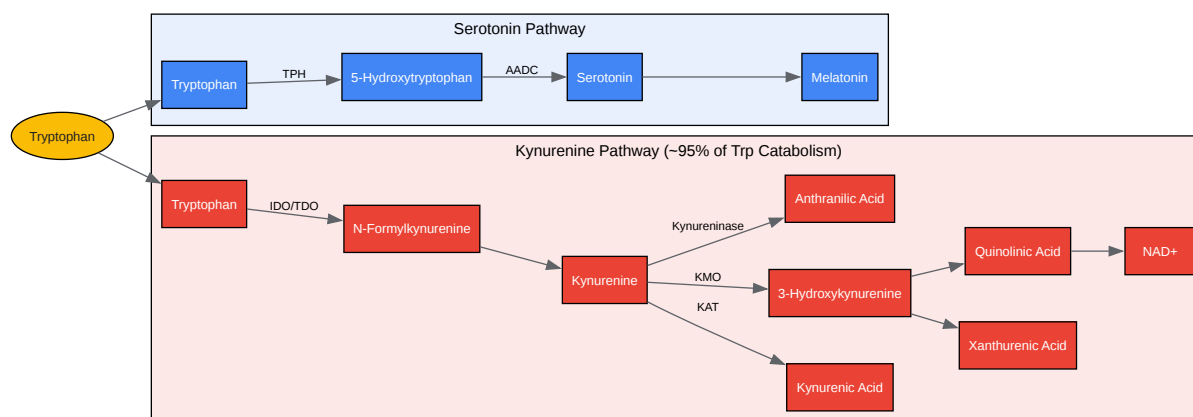 Serotonin Pathway
Tryptophan
TPH
5-Hydroxytryptophan
AADC
Serotonin
Melatonin
Tryptophan
Kynurenine Pathway (~95% of Trp Catabolism)
Tryptophan
IDO/TDO
N-Formylkynurenine
Kynurenine
Kynureninase
Anthranilic Acid
KMO
3-Hydroxykynurenine
Quinolinic Acid
NAD+
Xanthurenic Acid
KAT
Kynurenic Acid